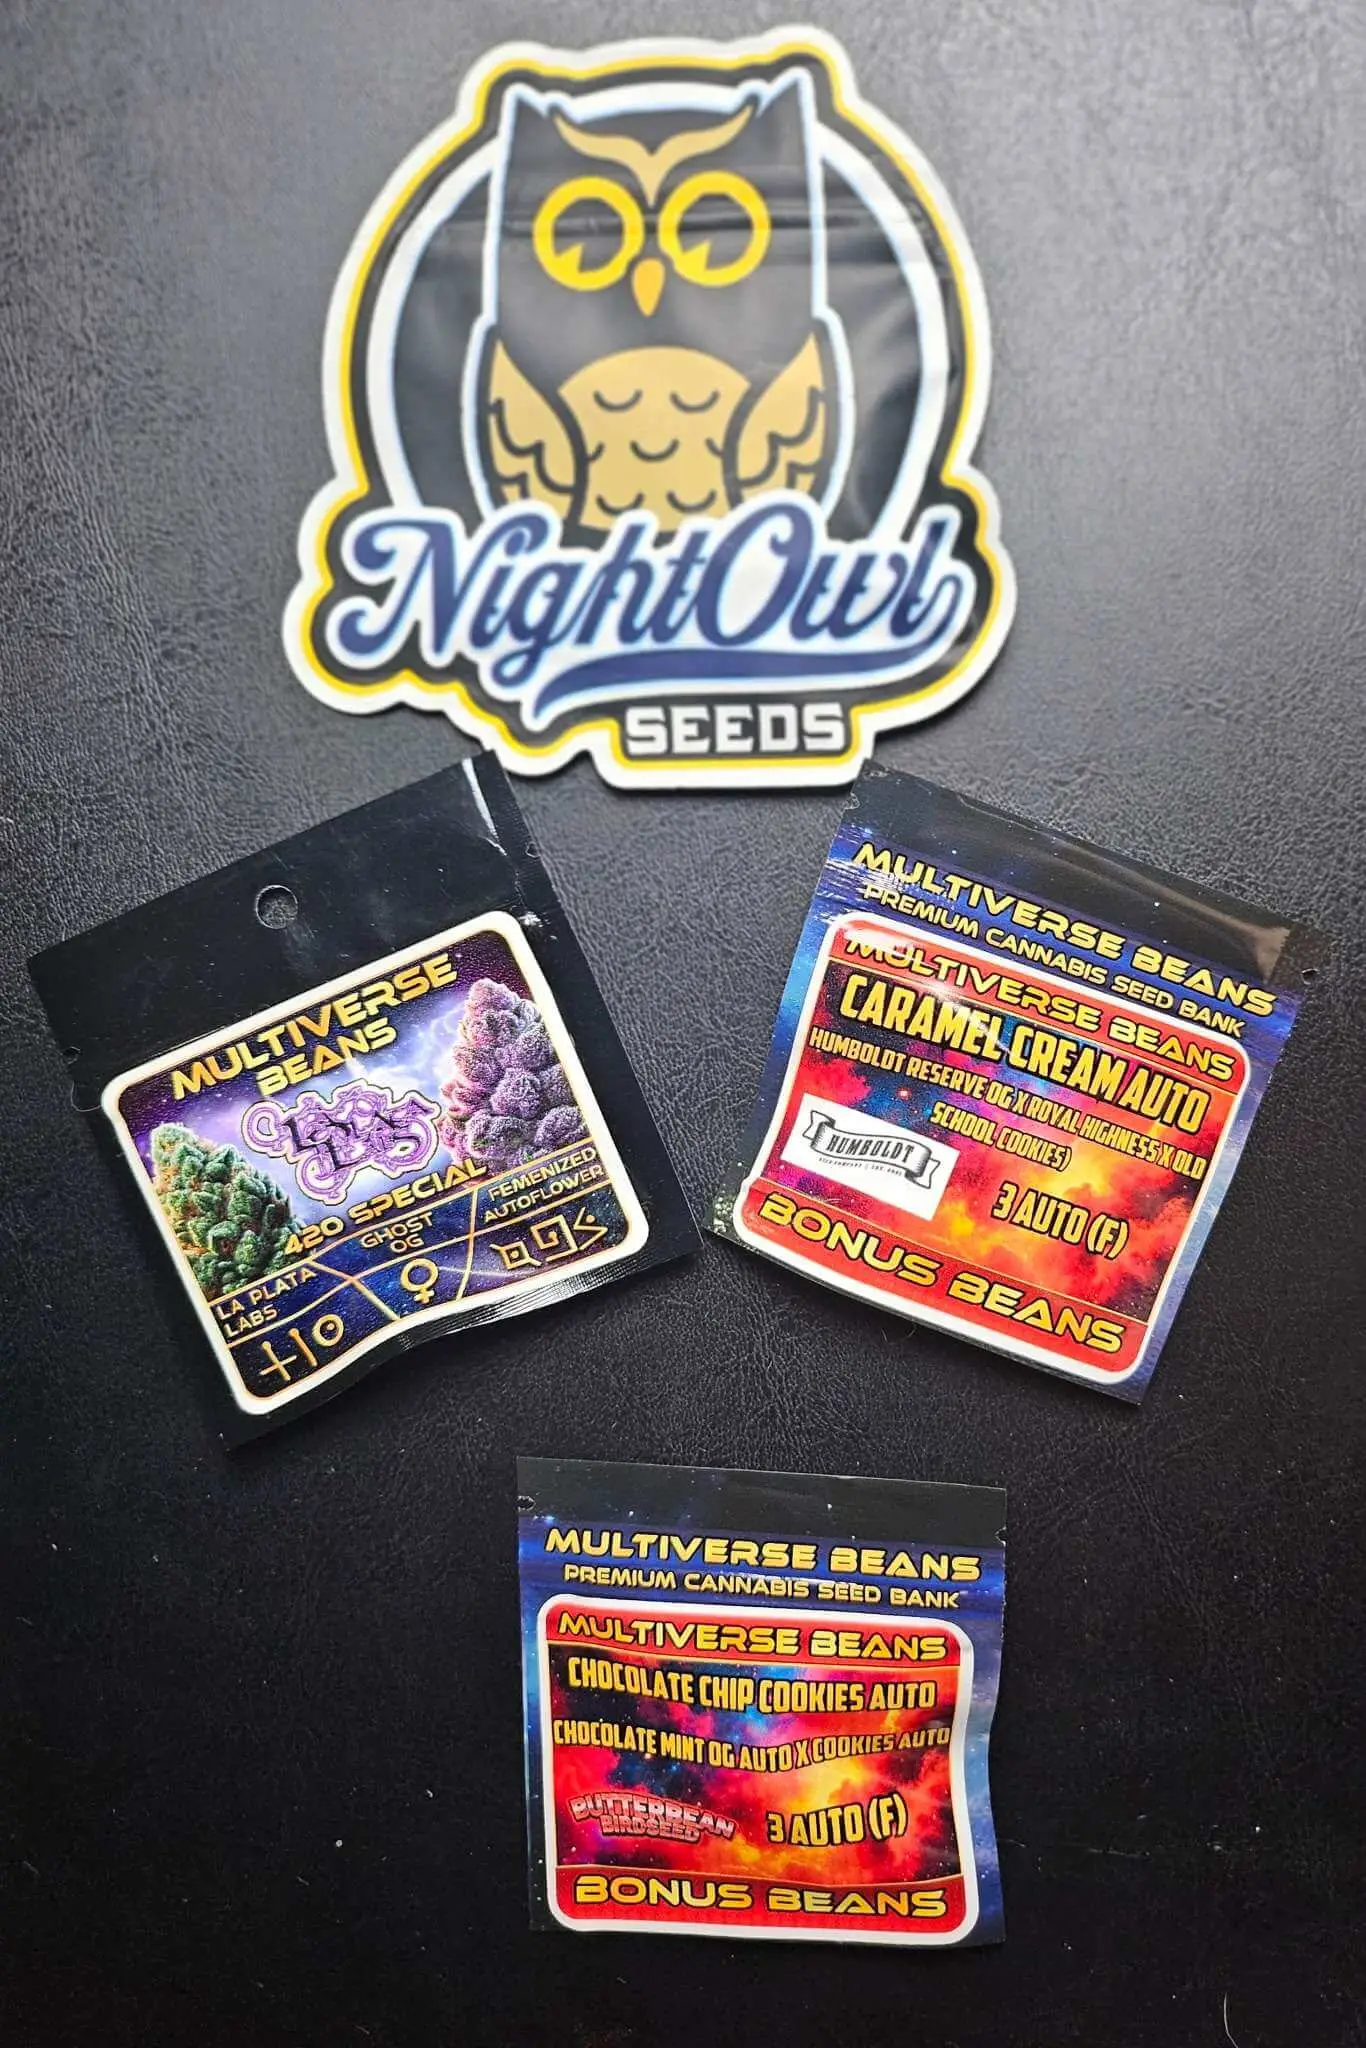 NightOwl
SEEDS
MULTIVERSE
BEANS
420 SPECIAL
LA PLATA
LABS
GHOST
OG
FEMENIZED
AUTOFLOWER
MULTIVERSE BEANS
PREMIUM CANNABIS SEED BANK
MULTIVERSE BEANS
CARAMEL CREAM AUTO
HUMBOLDT RESERVE OG X ROYAL HIGHNESS X OLD
SCHOOL COOKIES)
HUMBOLDT
3 AUTO (F)
BONUS BEANS
MULTIVERSE BEANS
PREMIUM CANNABIS SEED BANK
MULTIVERSE BEANS
CHOCOLATE CHIP COOKIES AUTO
CHOCOLATE MINT OG AUTO X COOKIES AUTO
BUTTERBEAN
BIRDSEED
3 AUTO (F)
BONUS BEANS